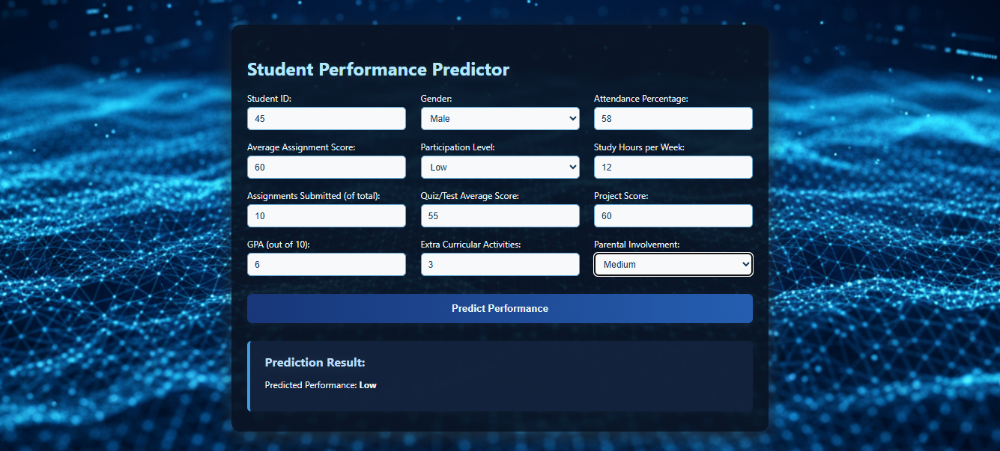 Student Performance Predictor
Student ID: Gender: Attendance Percentage:
45 Male 58
Average Assignment Score: Participation Level: Study Hours per Week:
60 Low 12
Assignments Submitted (of total): Quiz/Test Average Score: Project Score:
10 55 60
GPA (out of 10): Extra Curricular Activities: Parental Involvement:
6 3 Medium
Predict Performance
Prediction Result:
Predicted Performance: Low